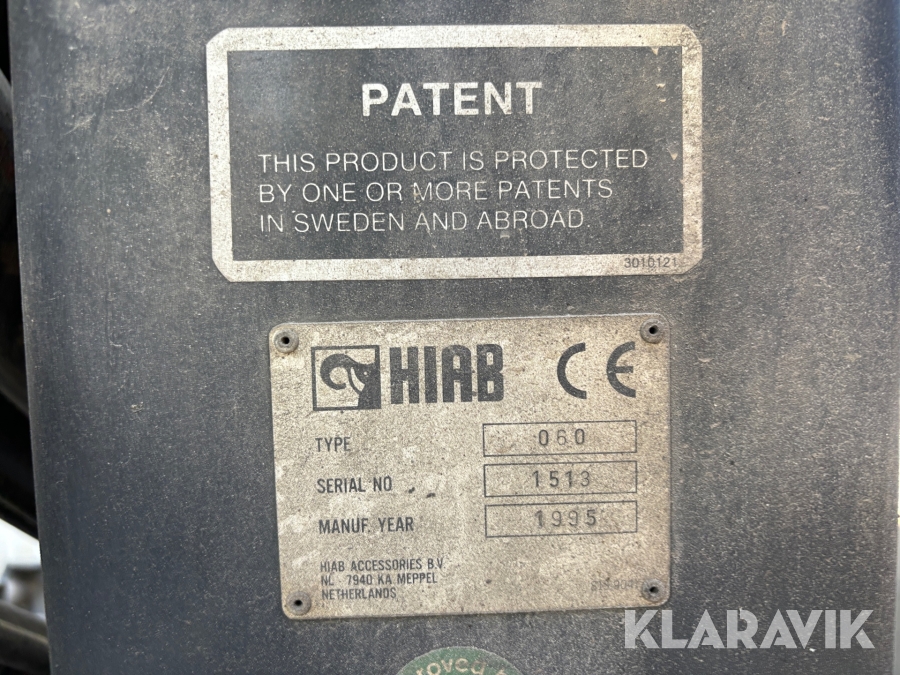 PATENT
THIS PRODUCT IS PROTECTED
BY ONE OR MORE PATENTS
IN SWEDEN AND ABROAD.
3010121
HIAB CE
TYPE 060
SERIAL NO 1513
MANUF. YEAR 1995
HIAB ACCESSORIES B.V.
NL - 7940 KA MEPPEL
NETHERLANDS
KLARAVIK